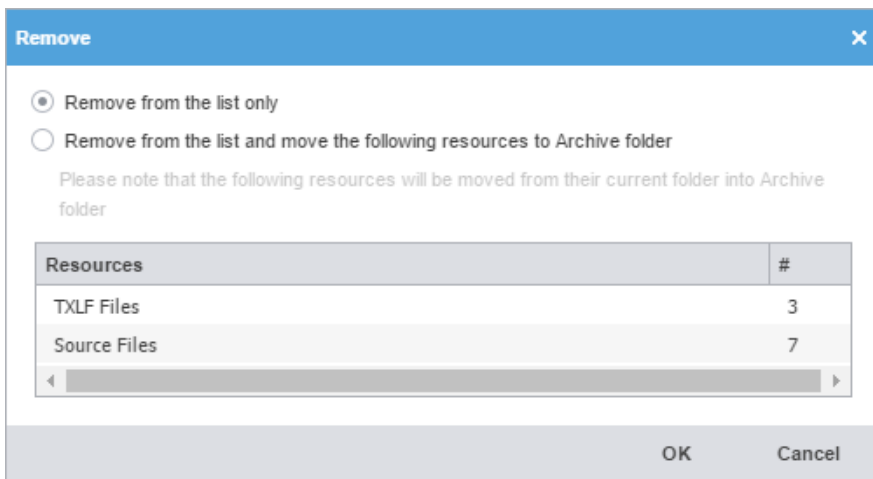 Remove
Remove from the list only
Remove from the list and move the following resources to Archive folder
Please note that the following resources will be moved from their current folder into Archive
folder
Resources #
TXLF Files 3
Source Files 7
OK Cancel